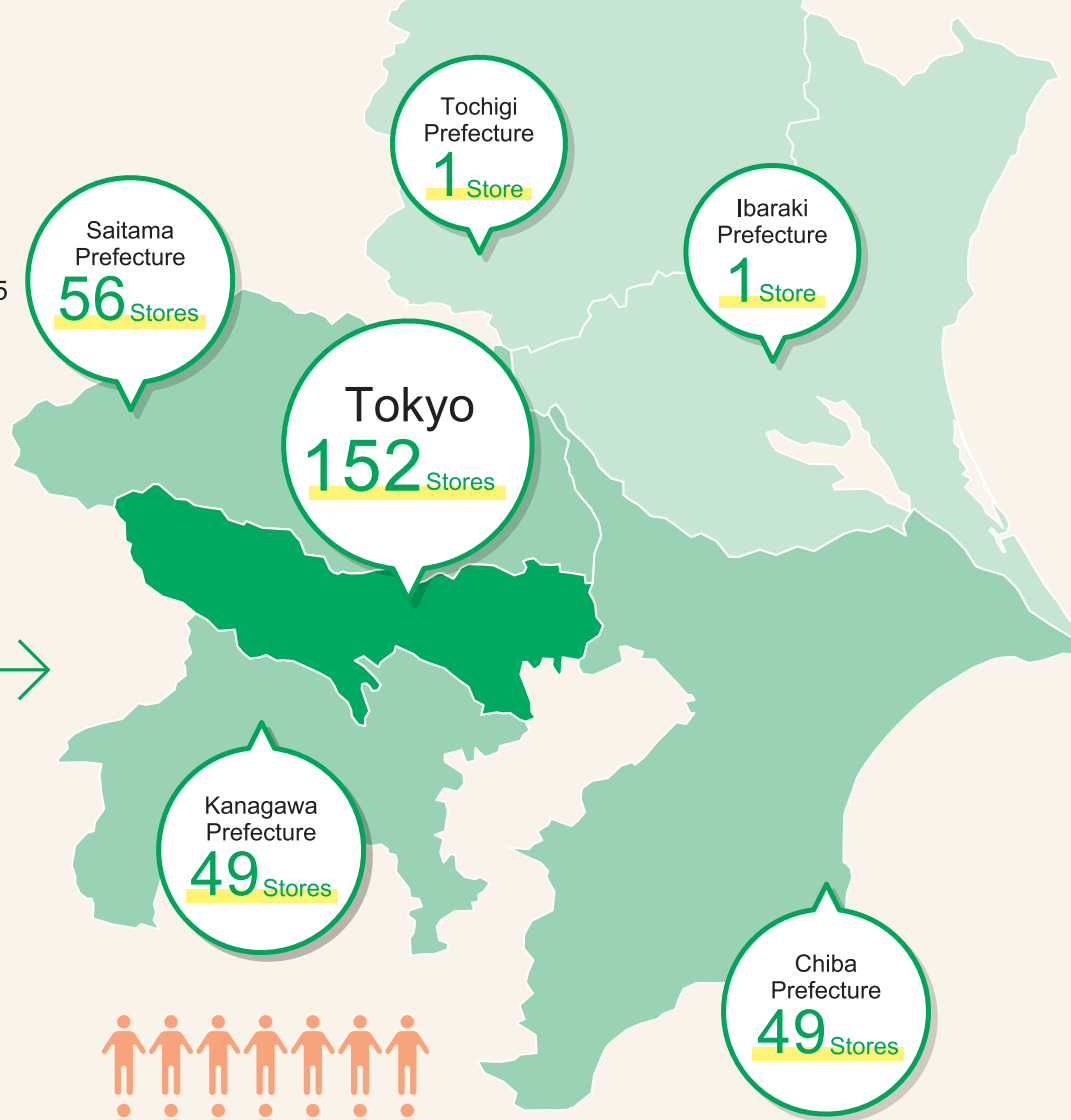 Tochigi
Prefecture
1 Store
Ibaraki
Prefecture
1 Store
Saitama
Prefecture
56 Stores
5
Tokyo
152 Stores
Kanagawa
Prefecture
49 Stores
Chiba
Prefecture
49 Stores